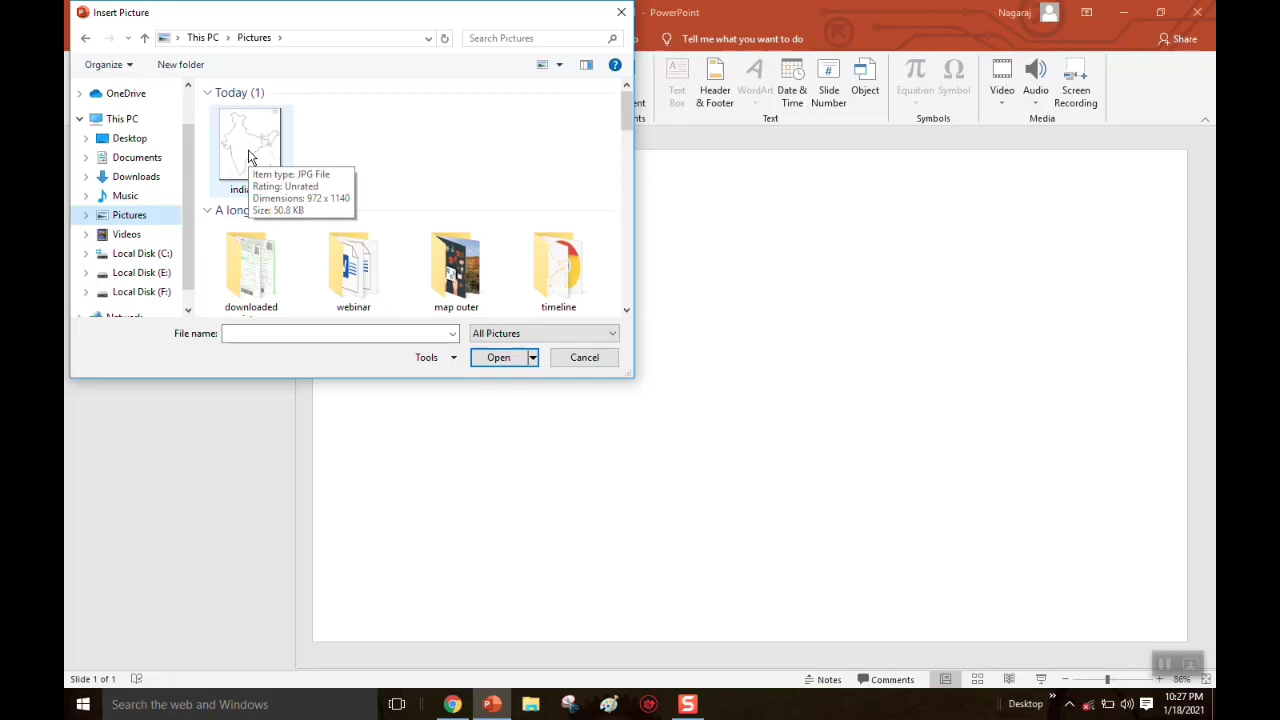 Insert Picture
- PowerPoint
Nagaraj
This PC
Pictures
Search Pictures
Tell me what you want to do
Share
Organize
New folder
Text Box
Header & Footer
WordArt
Date & Time
Slide Number
Object
Equation
Symbol
Video
Audio
Screen Recording
Text
Symbols
Media
OneDrive
This PC
Desktop
Documents
Downloads
Music
Pictures
Videos
Local Disk (C:)
Local Disk (E:)
Local Disk (F:)
Today (1)
Item type: JPG File
Rating: Unrated
Dimensions: 972 x 1140
Size: 50.8 KB
downloaded
webinar
map outer
timeline
File name:
All Pictures
Tools
Open
Cancel
Slide 1 of 1
Notes
Comments
86%
Search the web and Windows
Desktop
10:27 PM
1/18/2021